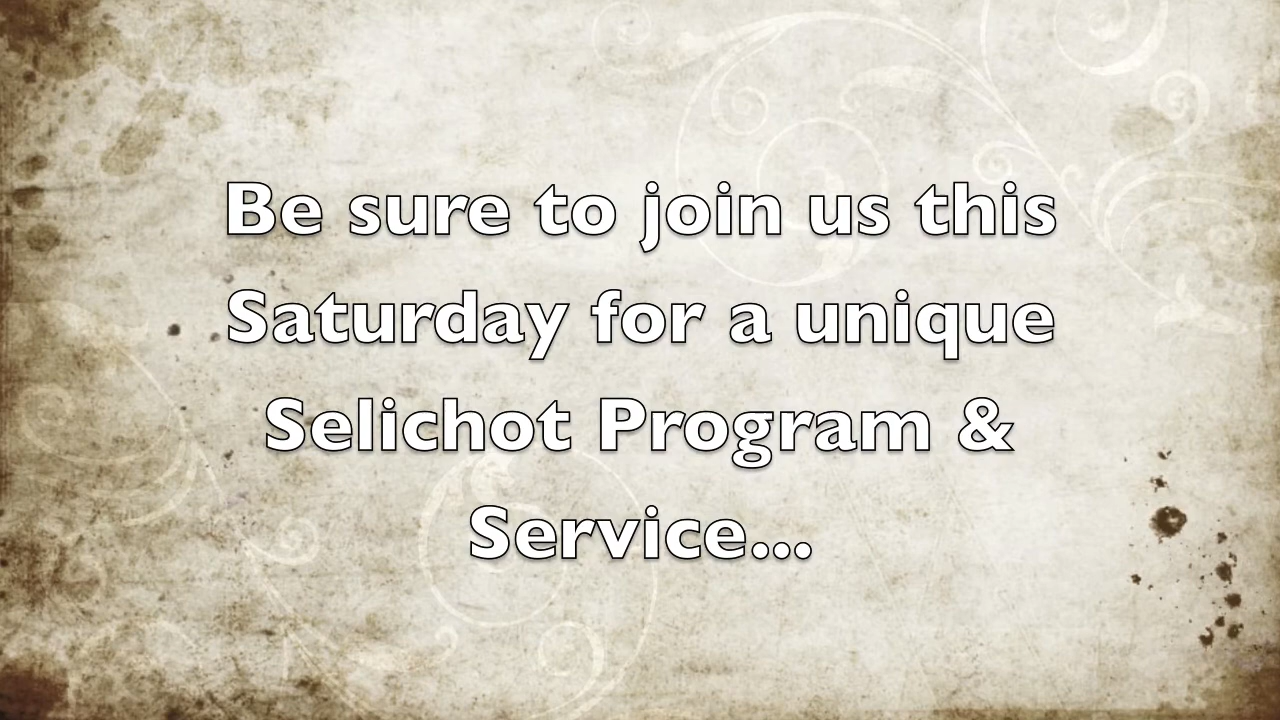 Be sure to join us this
Saturday for a unique
Selichot Program &
Service...